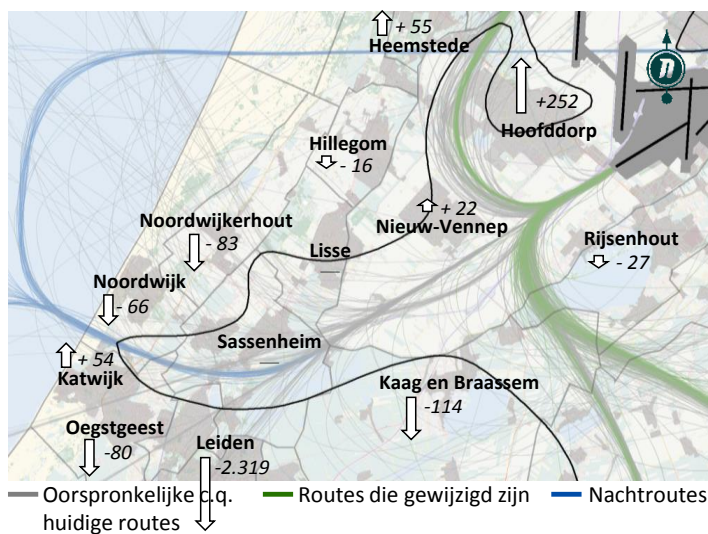 + 55
Heemstede
N
+252
Hoofddorp
Hillegom
- 16
+ 22
Nieuw-Vennep
Noordwijkerhout
- 83
Lisse
Rijsenhout
- 27
Noordwijk
- 66
Sassenheim
+ 54
Katwijk
Kaag en Braassem
-114
Oegstgeest
-80
Leiden
-2.319
Oorspronkelijke c.q.
huidige routes
Routes die gewijzigd zijn
Nachtroutes